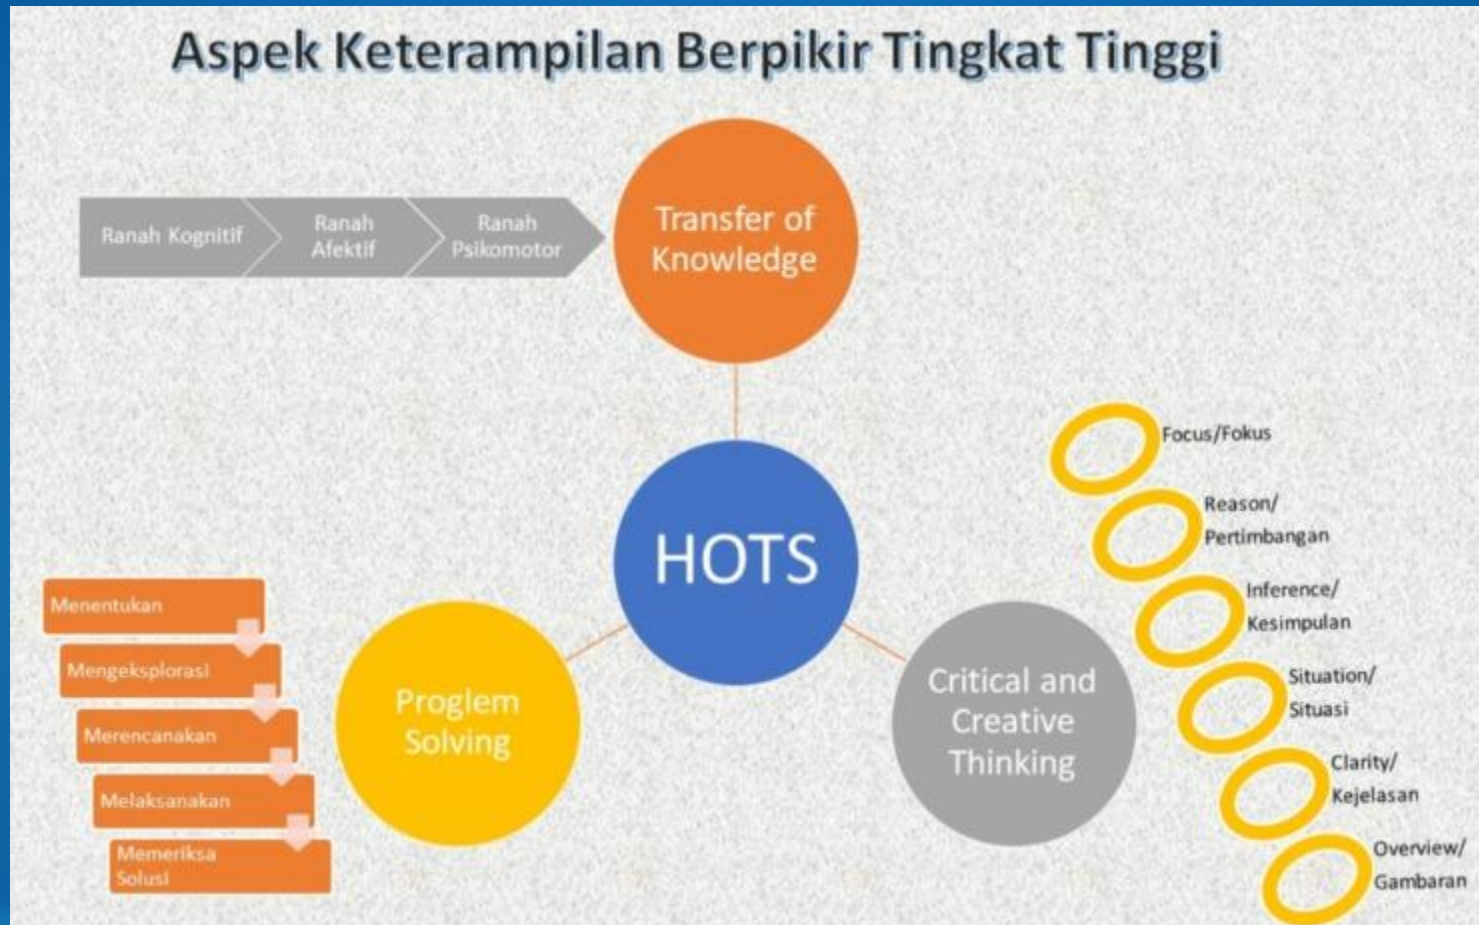 Aspek Keterampilan Berpikir Tingkat Tinggi
Ranah Kognitif
Ranah
Afektif
Ranah
Psikomotor
Transfer of
Knowledge
HOTS
Proglem
Solving
Menentukan
Mengeksplorasi
Merencanakan
Melaksanakan
Memeriksa
Solusi
Critical and
Creative
Thinking
Focus/Fokus
Reason/
Pertimbangan
Inference/
Kesimpulan
Situation/
Situasi
Clarity/
Kejelasan
Overview/
Gambaran